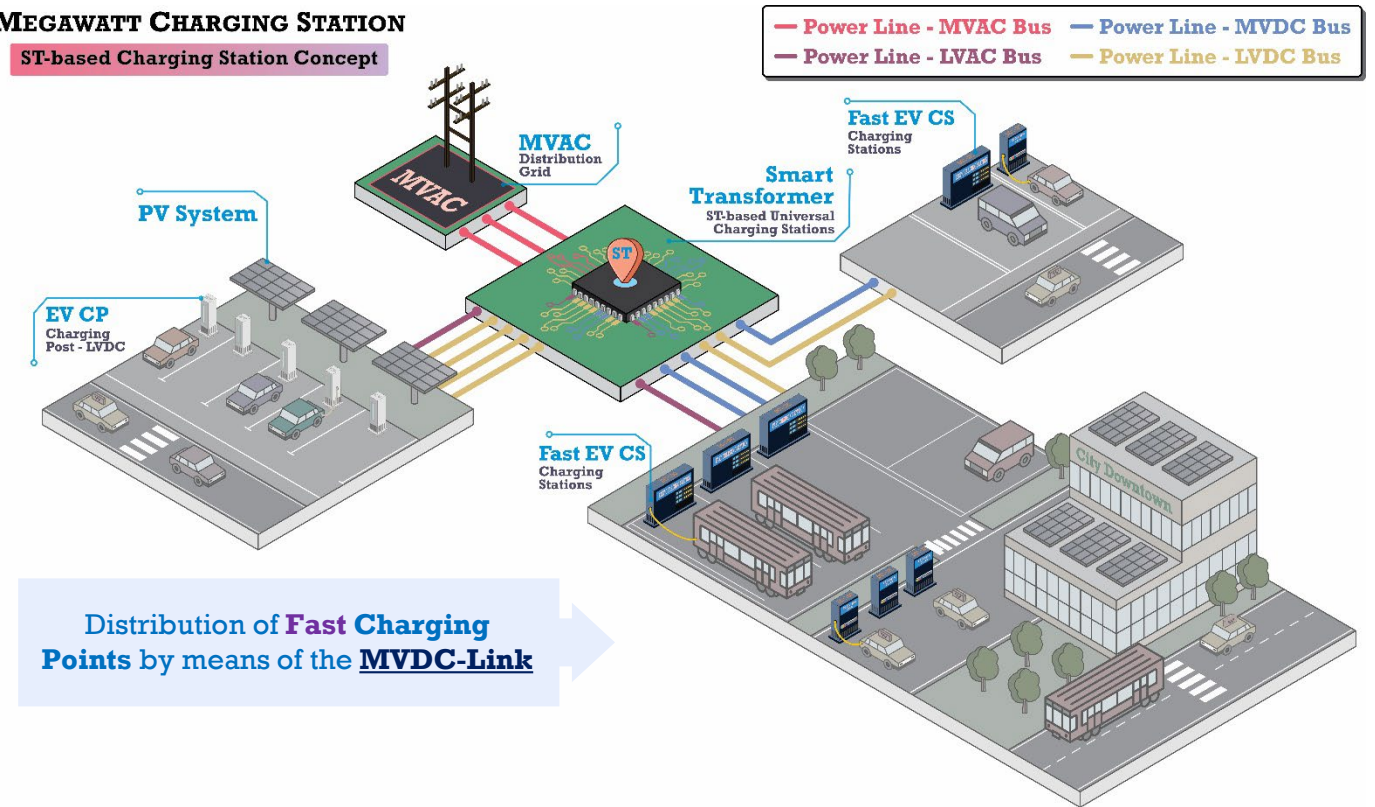 MEGAWATT CHARGING STATION
ST-based Charging Station Concept
Power Line - MVAC Bus
Power Line - MVDC Bus
Power Line - LVAC Bus
Power Line - LVDC Bus
Fast EV CS
Charging
Stations
MVAC
Distribution
Grid
MVAC
Smart
Transformer
ST-based Universal
Charging Stations
PV System
ST
EV CP
Charging
Post - LVDC
Fast EV CS
Charging
Stations
City Downtown
Distribution of Fast Charging
Points by means of the MVDC-Link